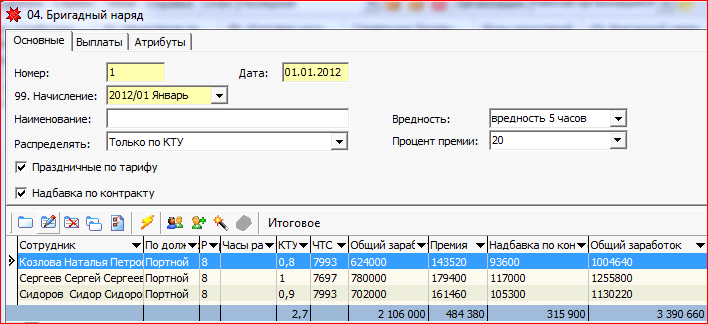 04. Бригадный наряд
Основные Выплаты Атрибуты
Номер: 1 Дата: 01.01.2012
99. Начисление: 2012/01 Январь
Наименование: Вредность: вредность 5 часов
Распределять: Только по КТУ Процент премии: 20
Праздничные по тарифу
Надбавка по контракту
Итоговое
Сотрудник По долж Р Часы ра КТУ ЧТС Общий зараб Премия Надбавка по кон Общий заработок
Козлова Наталья Петров Портной 8 0,8 7993 624000 143520 93600 1004640
Сергеев Сергей Сергеев Портной 8 1 7697 780000 179400 117000 1255800
Сидоров Сидор Сидоро Портной 8 0,9 7993 702000 161460 105300 1130220
2,7 2 106 000 484 380 315 900 3 390 660